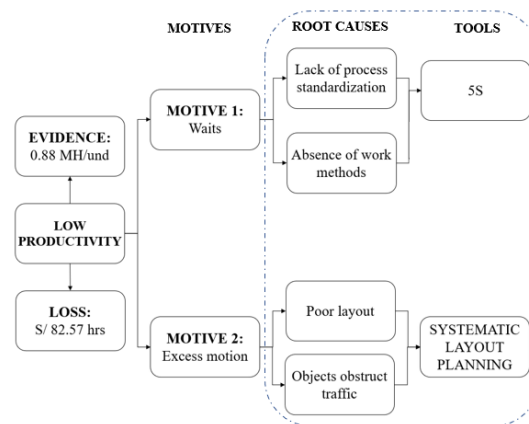 MOTIVES
ROOT CAUSES
TOOLS
EVIDENCE:
0.88 MH/und
LOW
PRODUCTIVITY
LOSS:
S/ 82.57 hrs
MOTIVE 1:
Waits
Lack of process
standardization
Absence of work
methods
5S
MOTIVE 2:
Excess motion
Poor layout
Objects obstruct
traffic
SYSTEMATIC
LAYOUT
PLANNING